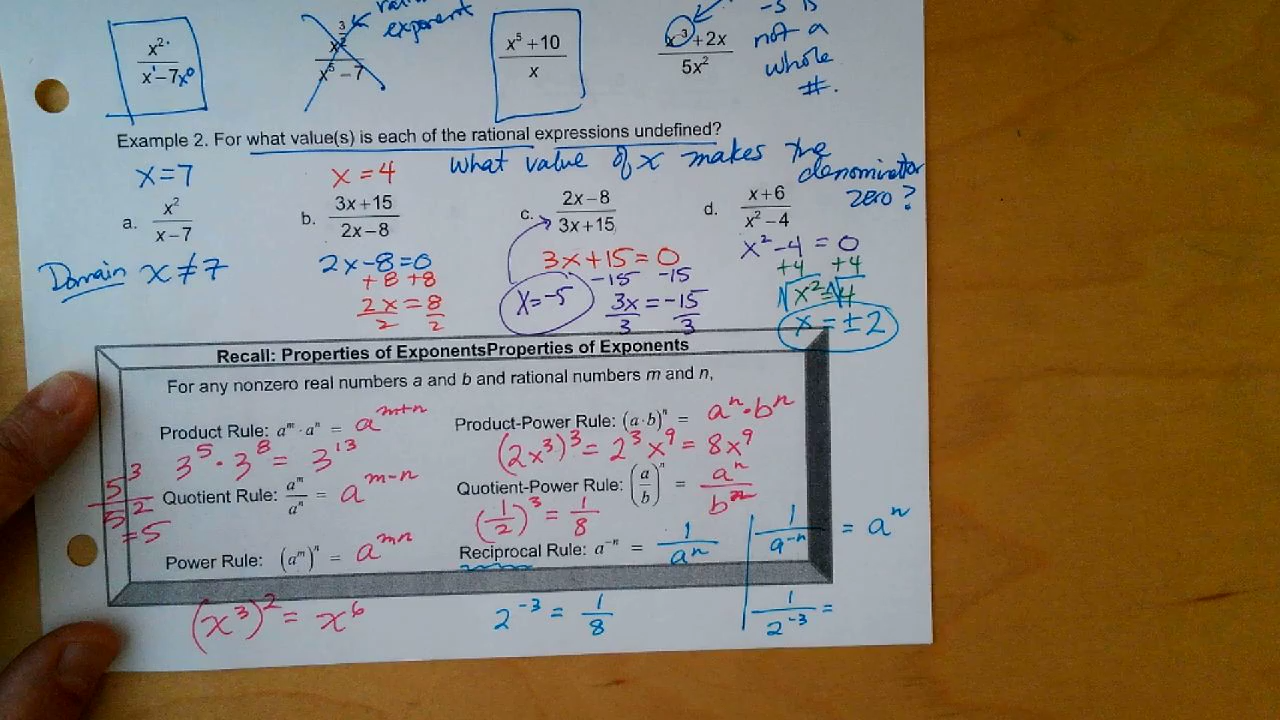 exponent
x²
x¹ - 7x⁰
x⁵ - 7
x⁵ + 10
x
x⁻³ + 2x
5x²
-3 is
not a
whole
#.
Example 2. For what value(s) is each of the rational expressions undefined?
What value of x makes the
denominator
zero?
x = 7
x = 4
a. x² / x - 7
b. 3x + 15 / 2x - 8
c. 2x - 8 / 3x + 15
d. x + 6 / x² - 4
Domain x ≠ 7
2x - 8 = 0
+8 +8
2x = 8
2 2
3x + 15 = 0
-15 -15
3x = -15
3 3
x = -5
x² - 4 = 0
+4 +4
√x² = √4
x = ±2
Recall: Properties of ExponentsProperties of Exponents
For any nonzero real numbers a and b and rational numbers m and n,
Product Rule: aᵐ · aⁿ = aᵐ⁺ⁿ
3⁵ · 3⁸ = 3¹³
Product-Power Rule: (a·b)ⁿ = aⁿ · bⁿ
(2x³)³ = 2³x⁹ = 8x⁹
Quotient Rule: aᵐ / aⁿ = aᵐ⁻ⁿ
5³ / 5² = 5
Quotient-Power Rule: (a/b)ⁿ = aⁿ / bⁿ
(1/2)³ = 1/8
Power Rule: (aᵐ)ⁿ = aᵐⁿ
(x³)² = x⁶
Reciprocal Rule: a⁻ⁿ = 1/aⁿ
1/a⁻ⁿ = aⁿ
2⁻³ = 1/8
1/2⁻³ =